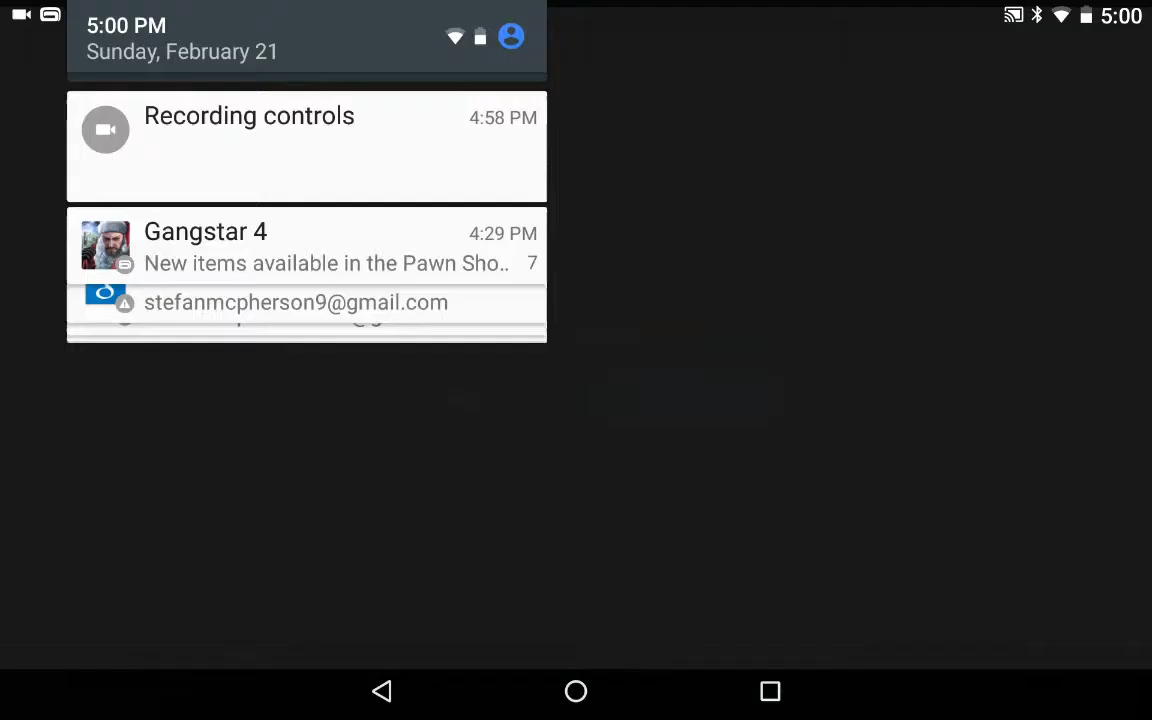 5:00
5:00 PM
Sunday, February 21
Recording controls
4:58 PM
Gangstar 4
4:29 PM
New items available in the Pawn Sho.. 7
stefanmcpherson9@gmail.com